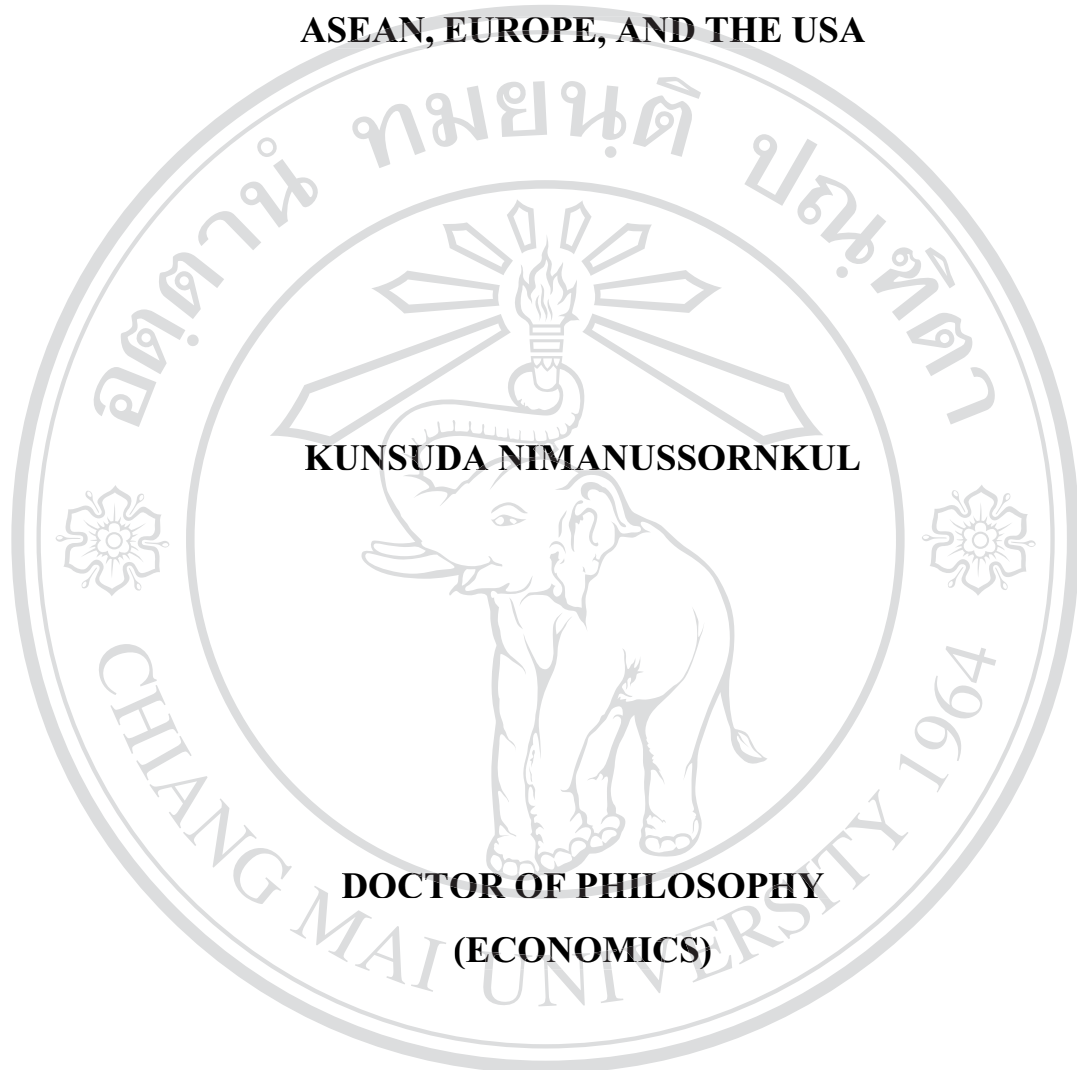 ASEAN, EUROPE, AND THE USA
อตฺตานํ ทมยนฺติ ปณฺฑิตา
KUNSUDA NIMANUSSORNKUL
DOCTOR OF PHILOSOPHY
(ECONOMICS)
CHIANG MAI UNIVERSITY 1964